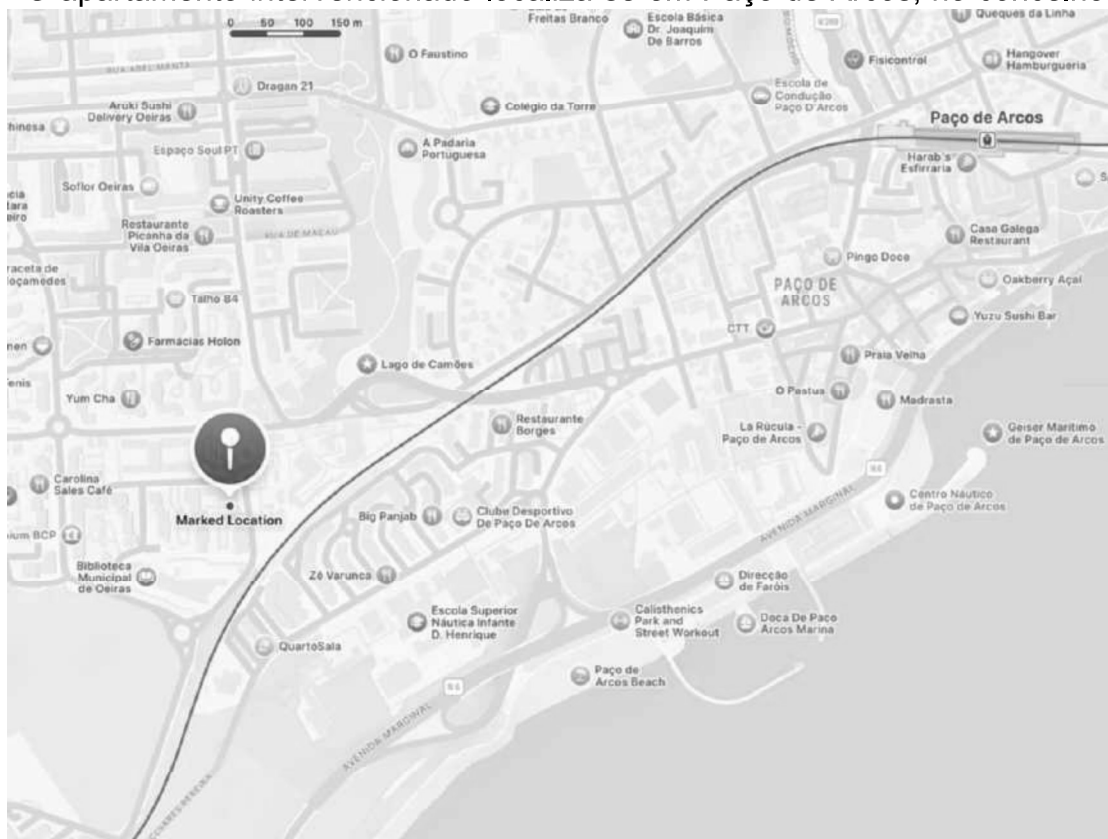 0 50 100 150 m
Freitas Branco
Escola Básica
Dr. Joaquim
De Barros
Queques da Linha
O Faustino
Fisicontrol
Hangover
Hamburgueria
RUA ABEL MANTA
Dragan 21
Escola de
Condução
Paço D'Arcos
Aruki Sushi
Delivery Oeiras
Colégio da Torre
Paço de Arcos
Espaço Soul PT
A Padaria
Portuguesa
Harab's
Esfirraria
Soflor Oeiras
Unity Coffee
Roasters
Restaurante
Picanha da
Vila Oeiras
RUA DE MACAU
Casa Galega
Restaurant
Pingo Doce
Oakberry Açaí
PAÇO DE
ARCOS
Talho 84
Yuzu Sushi Bar
CTT
Farmácias Holon
Praia Velha
Lago de Camões
Yum Cha
O Pastus
Madrasta
Restaurante
Borges
La Rúcula -
Paço de Arcos
Geiser Marítimo
de Paço de Arcos
N6
Carolina
Sales Café
Marked Location
Big Panjab
Clube Desportivo
De Paço De Arcos
AVENIDA MARGINAL
Centro Náutico
de Paço de Arcos
Biblioteca
Municipal
de Oeiras
Zé Varunca
Direcção
de Faróis
Escola Superior
Náutica Infante
D. Henrique
Calisthenics
Park and
Street Workout
Doca De Paco
Arcos Marina
QuartoSala
Paço de
Arcos Beach
N6
AVENIDA MARGINAL